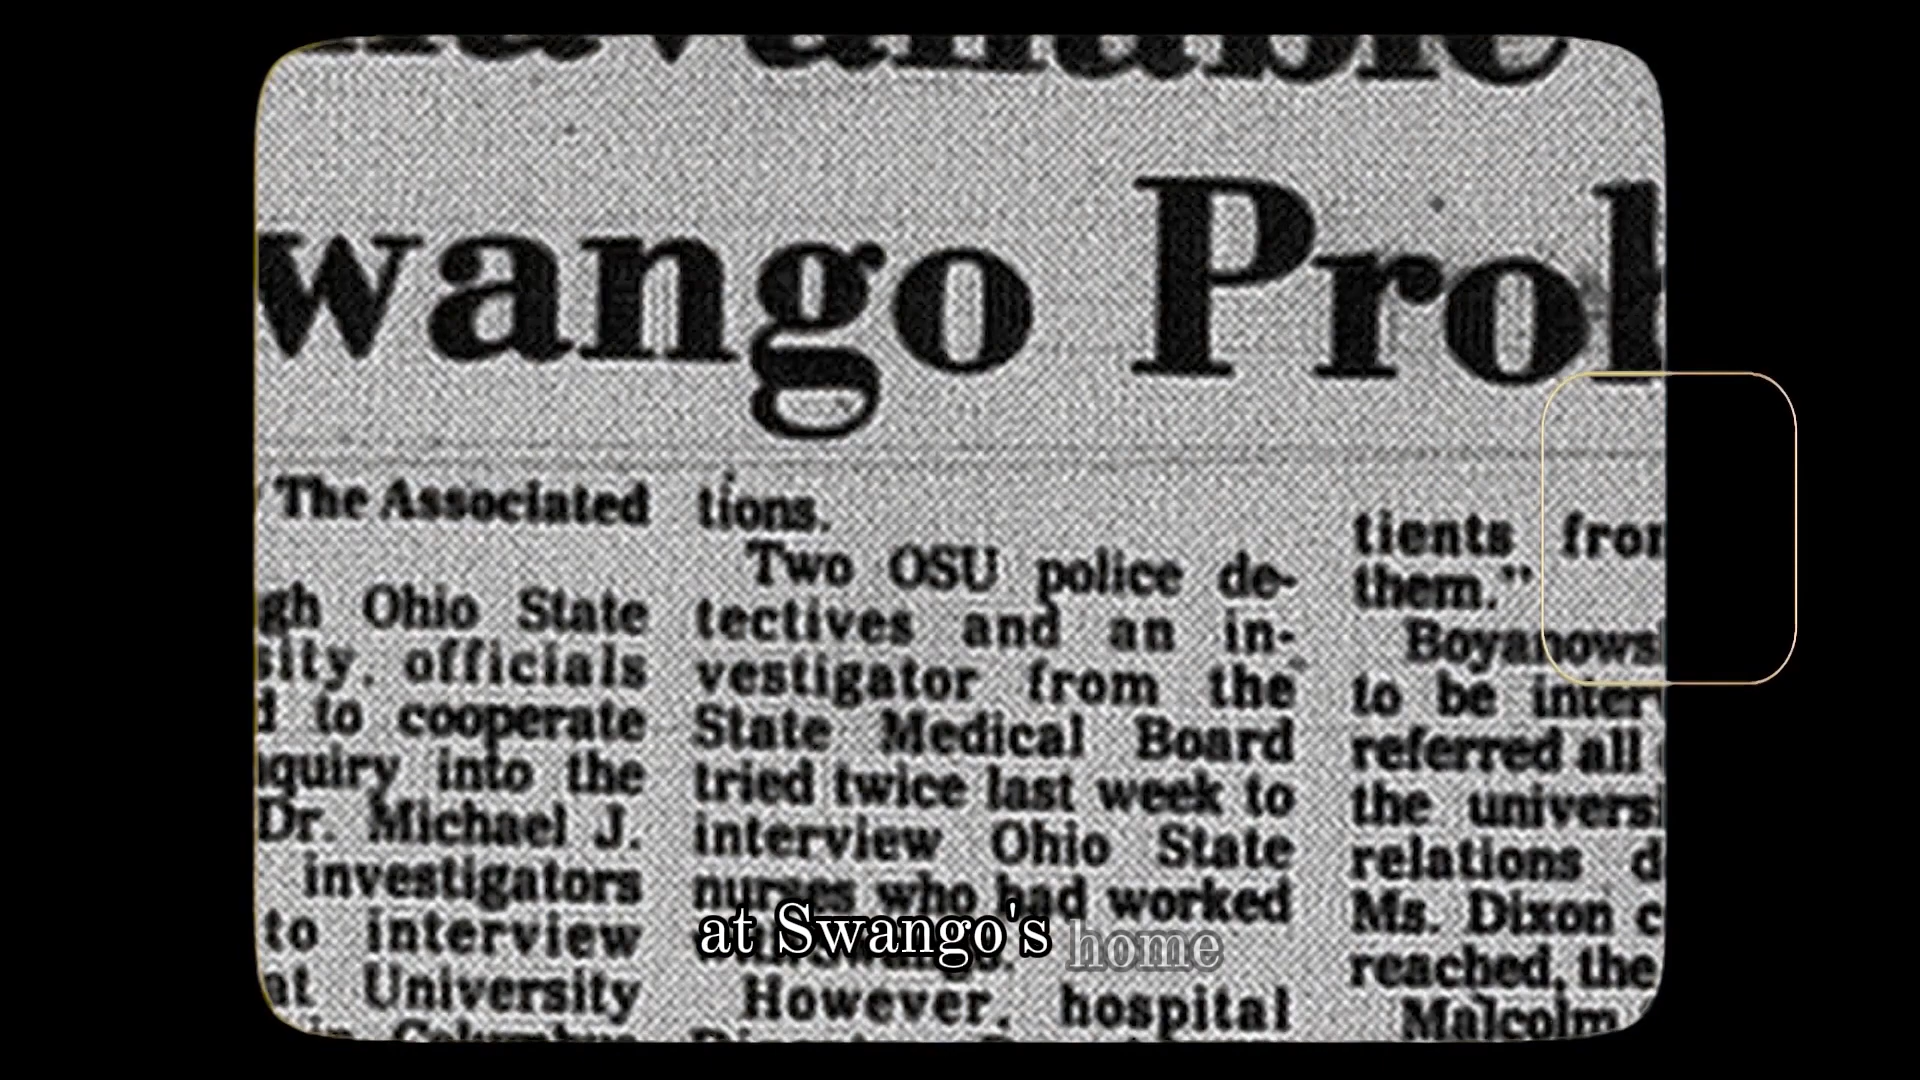 wango Prol
The Associated
gh Ohio State
sity, officials
d to cooperate
quiry into the
Dr. Michael J.
investigators
to interview
at University
tions.
Two OSU police de-
tectives and an in-
vestigator from the
State Medical Board
tried twice last week to
interview Ohio State
nurses who had worked
However, hospital
tients from
them."
Boyanows
to be inter
referred all
the univers
relations d
Ms. Dixon c
reached, the
Malcolm
at Swango's home